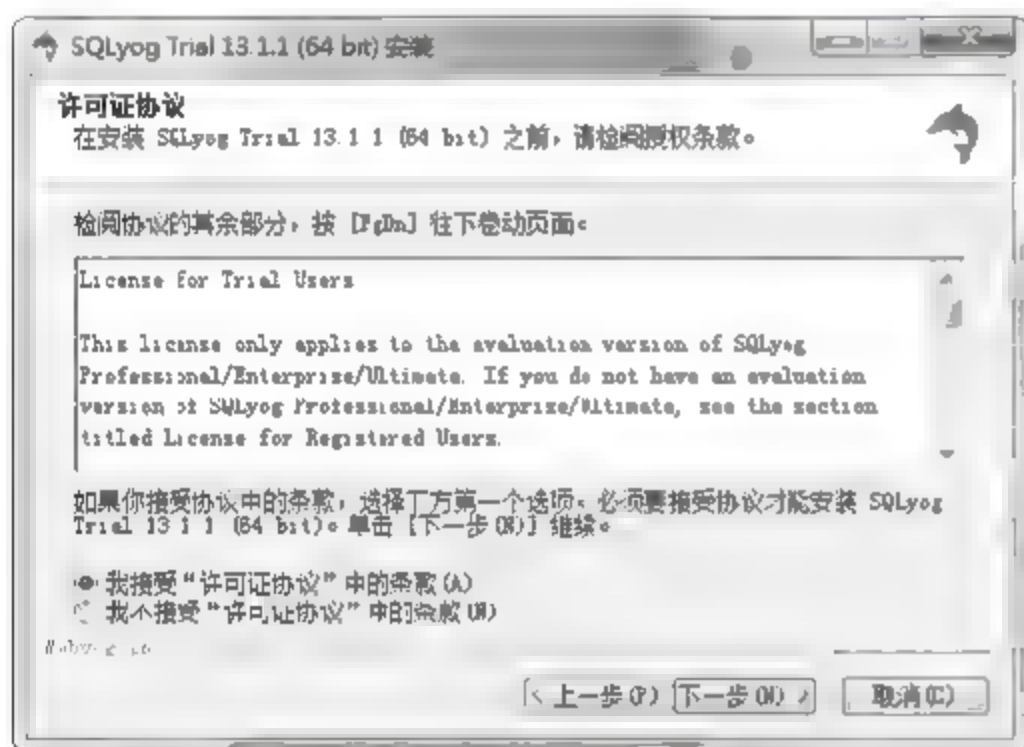 SQLyog Trial 13.1.1 (64 bit) 安装
许可证协议
在安装 SQLyog Trial 13.1.1 (64 bit) 之前，请检阅授权条款。
检阅协议的其余部分，按 [PgDn] 往下卷动页面。
License for Trial Users
This license only applies to the evaluation version of SQLyog
Professional/Enterprise/Ultimate. If you do not have an evaluation
version of SQLyog Professional/Enterprise/Ultimate, see the section
titled License for Registered Users.
如果你接受协议中的条款，选择下方第一个选项。必须要接受协议才能安装 SQLyog
Trial 13.1.1 (64 bit)。单击 [下一步(N)] 继续。
我接受“许可证协议”中的条款(A)
我不接受“许可证协议”中的条款(N)
< 上一步(P) 下一步(N) > 取消(C)